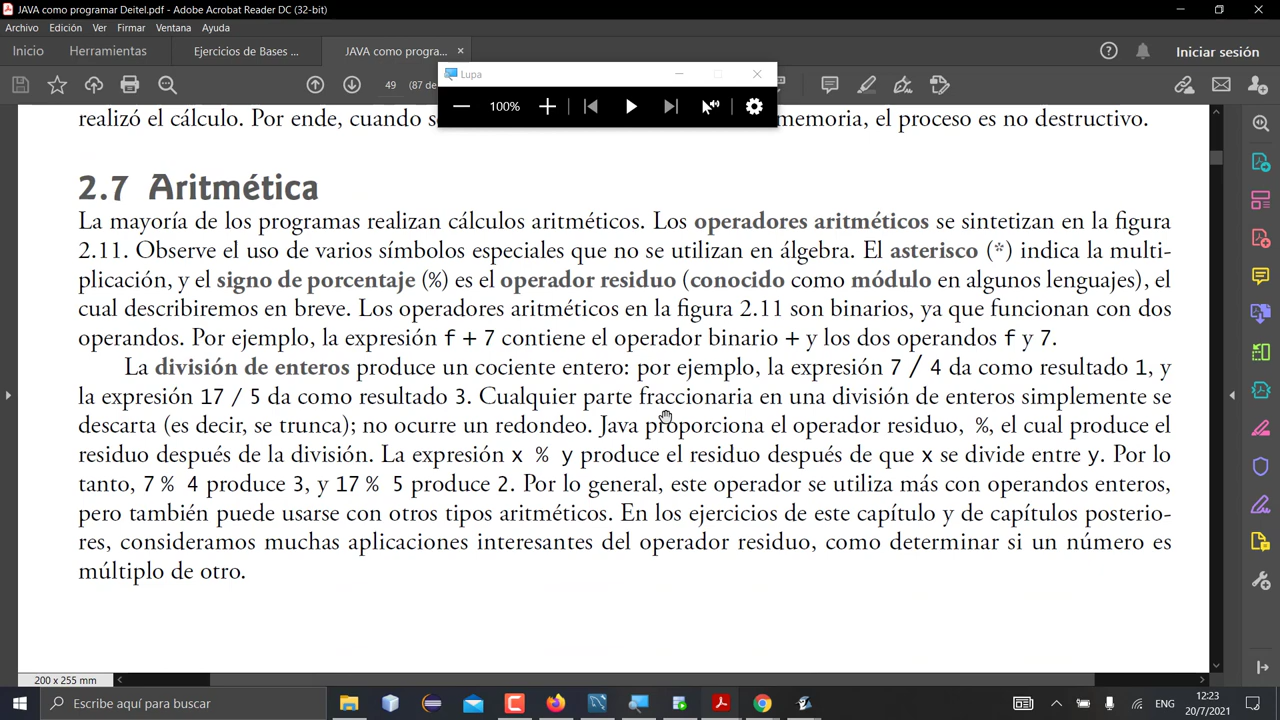 JAVA como programar Deitel.pdf - Adobe Acrobat Reader DC (32-bit)
Archivo Edición Ver Firmar Ventana Ayuda
Inicio Herramientas Ejercicios de Bases ... JAVA como progra... × Iniciar sesión
Lupa
49 (87 de
100%
realizó el cálculo. Por ende, cuando s memoria, el proceso es no destructivo.
2.7 Aritmética
La mayoría de los programas realizan cálculos aritméticos. Los operadores aritméticos se sintetizan en la figura
2.11. Observe el uso de varios símbolos especiales que no se utilizan en álgebra. El asterisco (*) indica la multi-
plicación, y el signo de porcentaje (%) es el operador residuo (conocido como módulo en algunos lenguajes), el
cual describiremos en breve. Los operadores aritméticos en la figura 2.11 son binarios, ya que funcionan con dos
operandos. Por ejemplo, la expresión f + 7 contiene el operador binario + y los dos operandos f y 7.
La división de enteros produce un cociente entero: por ejemplo, la expresión 7 / 4 da como resultado 1, y
la expresión 17 / 5 da como resultado 3. Cualquier parte fraccionaria en una división de enteros simplemente se
descarta (es decir, se trunca); no ocurre un redondeo. Java proporciona el operador residuo, %, el cual produce el
residuo después de la división. La expresión x % y produce el residuo después de que x se divide entre y. Por lo
tanto, 7 % 4 produce 3, y 17 % 5 produce 2. Por lo general, este operador se utiliza más con operandos enteros,
pero también puede usarse con otros tipos aritméticos. En los ejercicios de este capítulo y de capítulos posterio-
res, consideramos muchas aplicaciones interesantes del operador residuo, como determinar si un número es
múltiplo de otro.
200 x 255 mm
Escribe aquí para buscar
ENG
12:23
20/7/2021